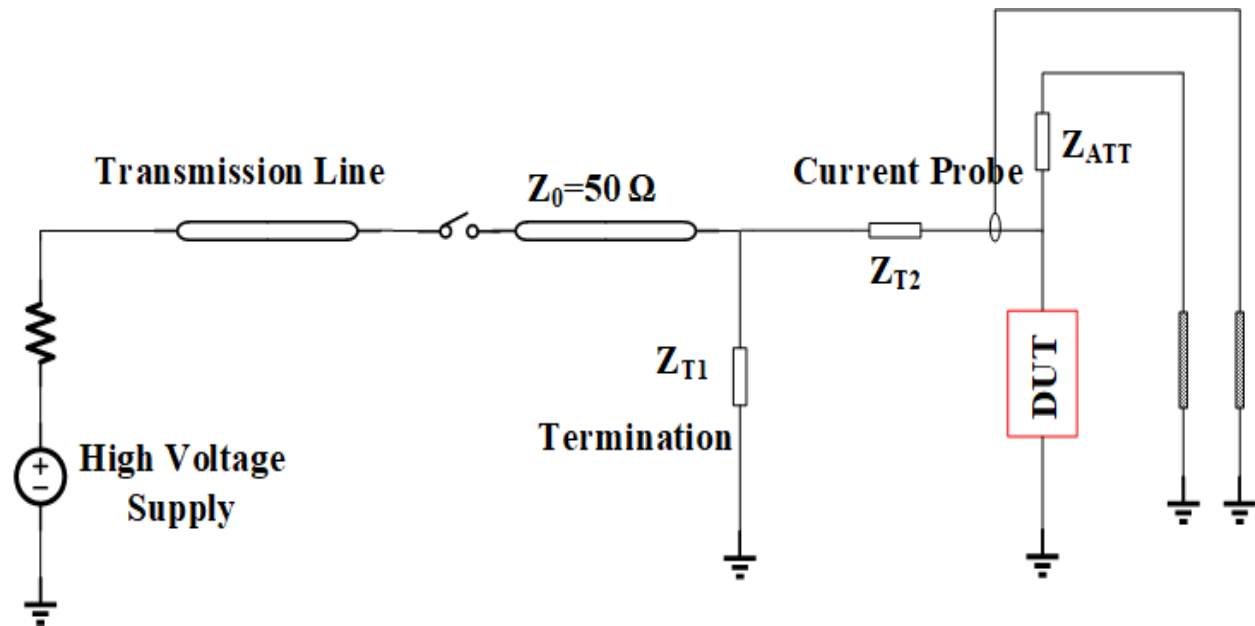 Transmission Line
Z0=50 Ω
Current Probe
ZATT
ZT2
ZT1
Termination
DUT
High Voltage
Supply